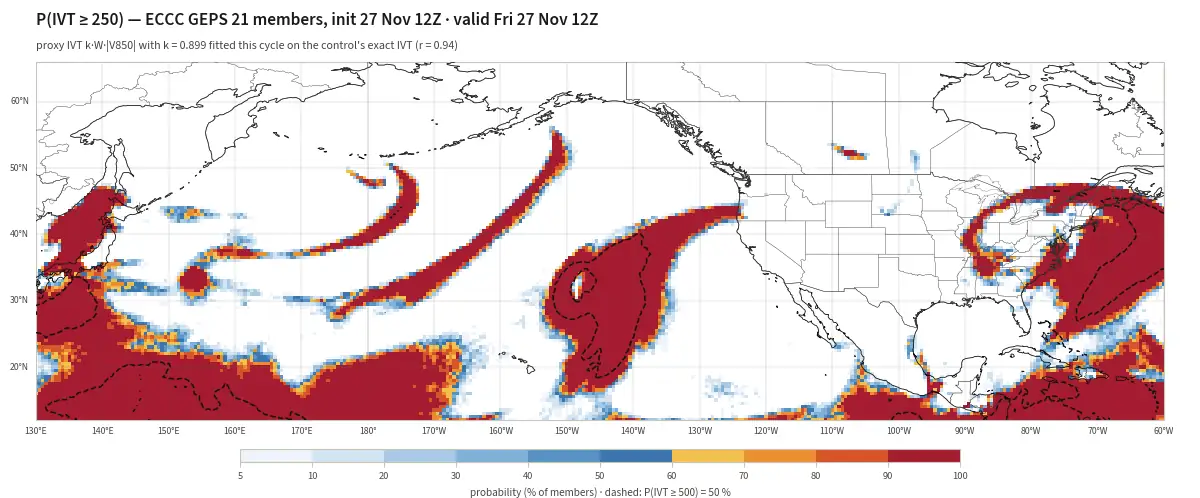 P(IVT ≥ 250) — ECCC GEPS 21 members, init 27 Nov 12Z · valid Fri 27 Nov 12Z
proxy IVT k·W·|V850| with k = 0.899 fitted this cycle on the control's exact IVT (r = 0.94)
60°N
50°N
40°N
30°N
20°N
130°E 140°E 150°E 160°E 170°E 180° 170°W 160°W 150°W 140°W 130°W 120°W 110°W 100°W 90°W 80°W 70°W 60°W
5 10 20 30 40 50 60 70 80 90 100
probability (% of members) · dashed: P(IVT ≥ 500) = 50 %